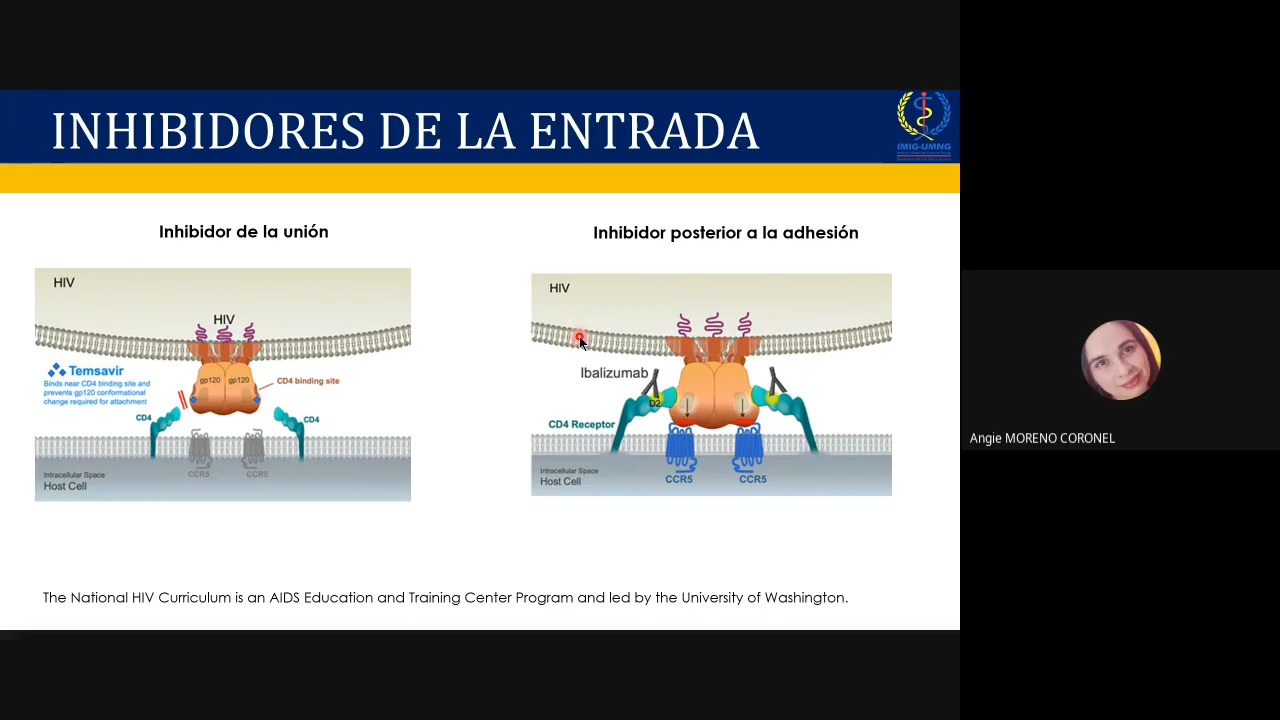 INHIBIDORES DE LA ENTRADA
IMIG-UMNG
Inhibidor de la unión
HIV
HIV
Temsavir
Binds near CD4 binding site and
prevents gp120 conformational
change required for attachment
gp120 gp120
CD4 binding site
CD4
CD4
CCR5 CCR5
Intracellular Space
Host Cell
Inhibidor posterior a la adhesión
HIV
Ibalizumab
D2
CD4 Receptor
Intracellular Space
Host Cell
CCR5 CCR5
The National HIV Curriculum is an AIDS Education and Training Center Program and led by the University of Washington.
Angie MORENO CORONEL